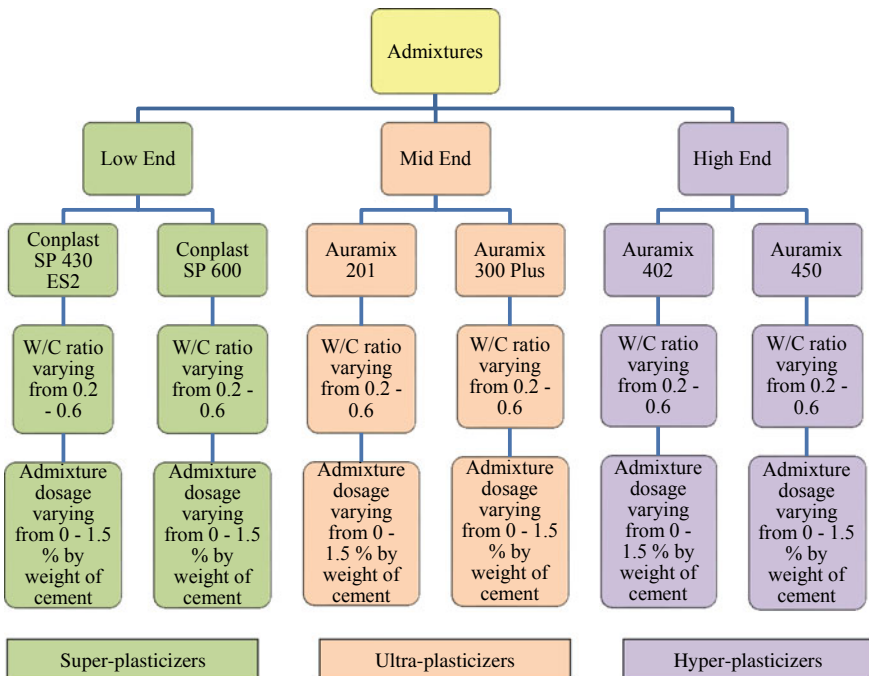 Admixtures
Low End
Mid End
High End
Conplast
SP 430
ES2
Conplast
SP 600
Auramix
201
Auramix
300 Plus
Auramix
402
Auramix
450
W/C ratio
varying
from 0.2
- 0.6
W/C ratio
varying
from 0.2 -
0.6
W/C ratio
varying
from 0.2 -
0.6
W/C ratio
varying
from 0.2 -
0.6
W/C ratio
varying
from 0.2 -
0.6
W/C ratio
varying
from 0.2 -
0.6
Admixture
dosage
varying
from 0 - 1.5
% by
weight of
cement
Admixture
dosage
varying
from 0 - 1.5
% by
weight of
cement
Admixture
dosage
varying
from 0 -
1.5 % by
weight of
cement
Admixture
dosage
varying
from 0 - 1.5
% by
weight of
cement
Admixture
dosage
varying
from 0 -
1.5 % by
weight of
cement
Admixture
dosage
varying
from 0 - 1.5
% by
weight of
cement
Super-plasticizers
Ultra-plasticizers
Hyper-plasticizers